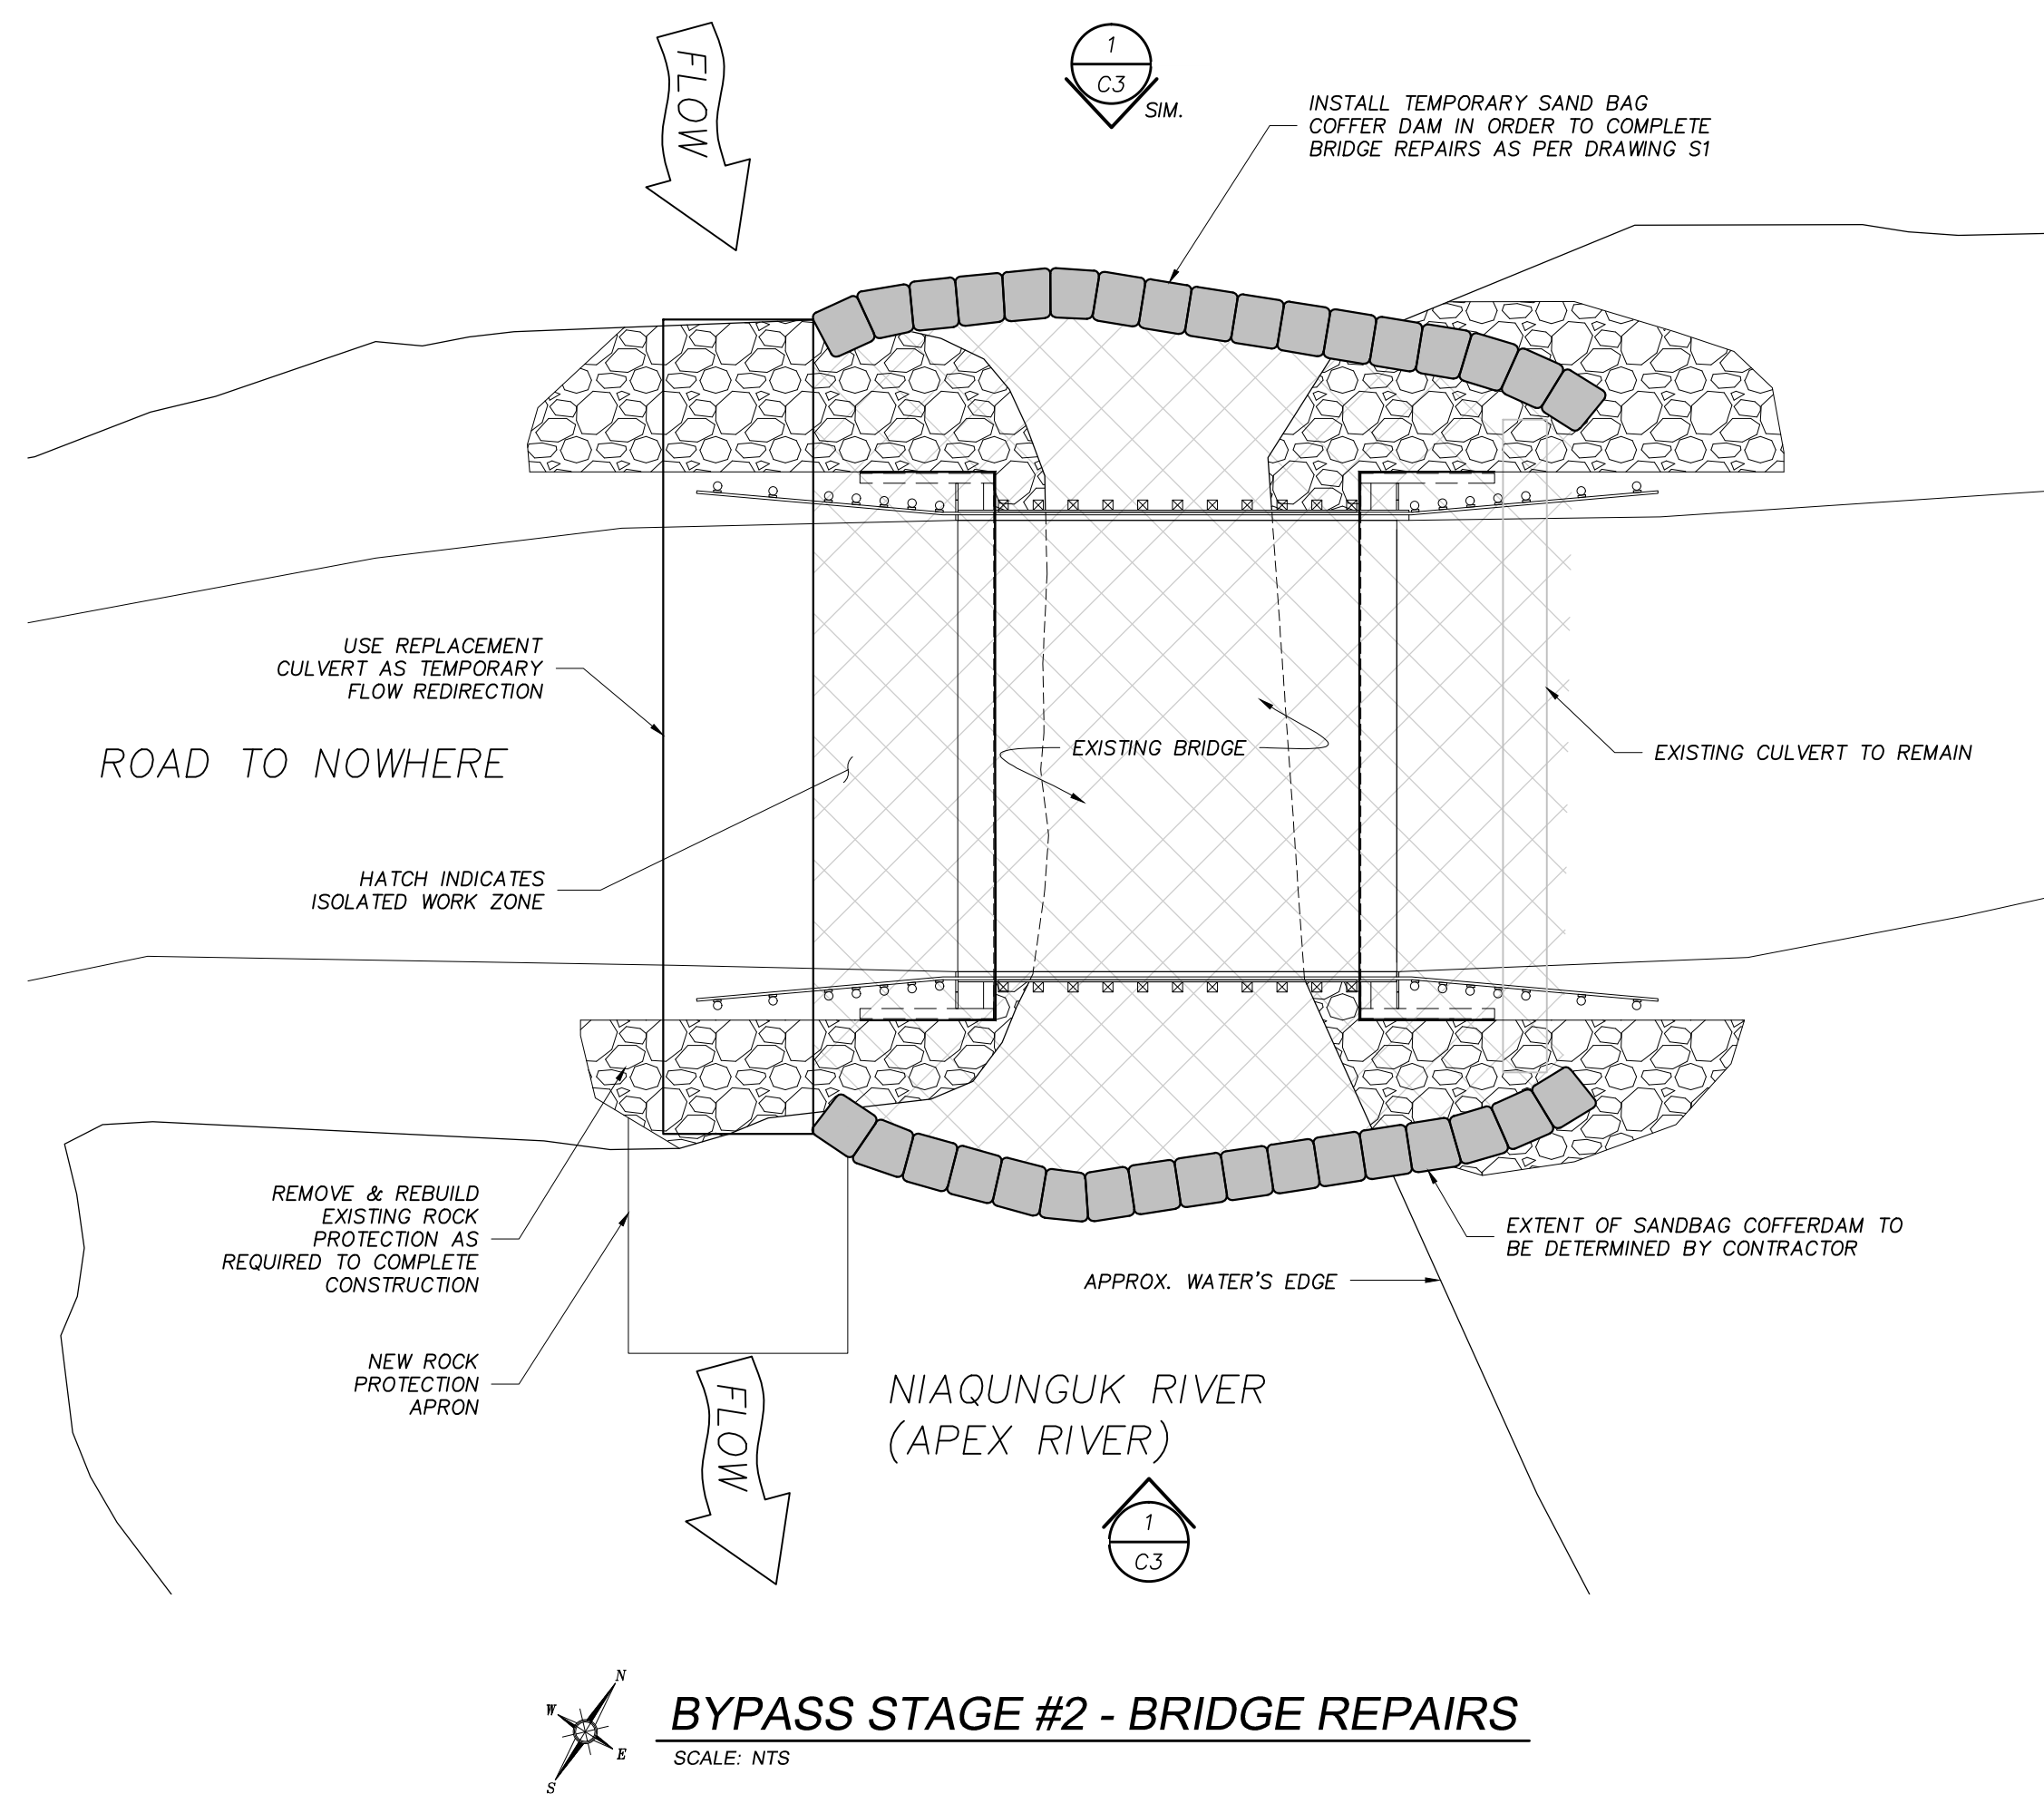 FLOW
1
C3
SIM.
INSTALL TEMPORARY SAND BAG
COFFER DAM IN ORDER TO COMPLETE
BRIDGE REPAIRS AS PER DRAWING S1
USE REPLACEMENT
CULVERT AS TEMPORARY
FLOW REDIRECTION
ROAD TO NOWHERE
EXISTING BRIDGE
EXISTING CULVERT TO REMAIN
HATCH INDICATES
ISOLATED WORK ZONE
REMOVE & REBUILD
EXISTING ROCK
PROTECTION AS
REQUIRED TO COMPLETE
CONSTRUCTION
EXTENT OF SANDBAG COFFERDAM TO
BE DETERMINED BY CONTRACTOR
APPROX. WATER'S EDGE
NEW ROCK
PROTECTION
APRON
FLOW
NIAQUNGUK RIVER
(APEX RIVER)
1
C3
N
W
E
S
BYPASS STAGE #2 - BRIDGE REPAIRS
SCALE: NTS